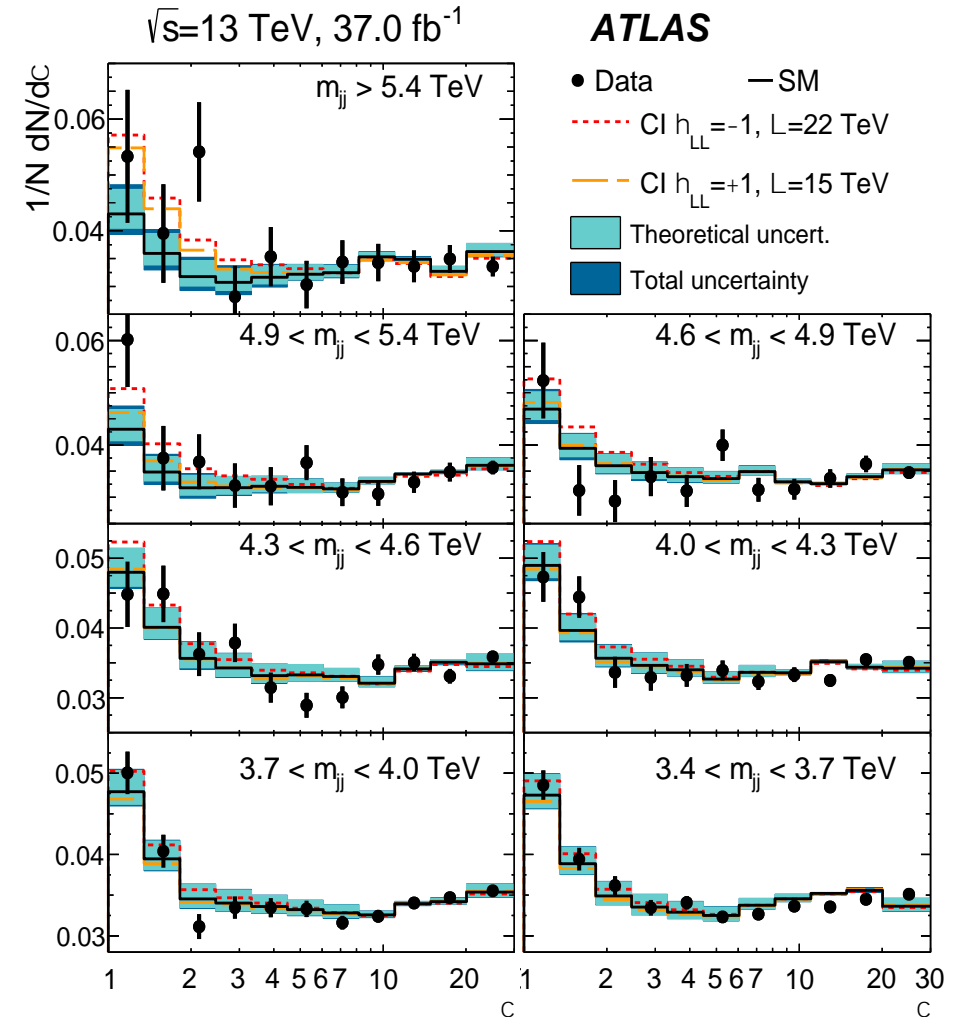 √s=13 TeV, 37.0 fb-1
ATLAS
1/N dN/dc
m_jj > 5.4 TeV
Data
SM
CI h_LL=-1, L=22 TeV
CI h_LL=+1, L=15 TeV
Theoretical uncert.
Total uncertainty
0.06
0.04
4.9 < m_jj < 5.4 TeV
4.6 < m_jj < 4.9 TeV
0.06
0.04
4.3 < m_jj < 4.6 TeV
4.0 < m_jj < 4.3 TeV
0.05
0.04
0.03
3.7 < m_jj < 4.0 TeV
3.4 < m_jj < 3.7 TeV
0.05
0.04
0.03
1 2 3 4 5 6 7 10 20 1 2 3 4 5 6 7 10 20 30
c c